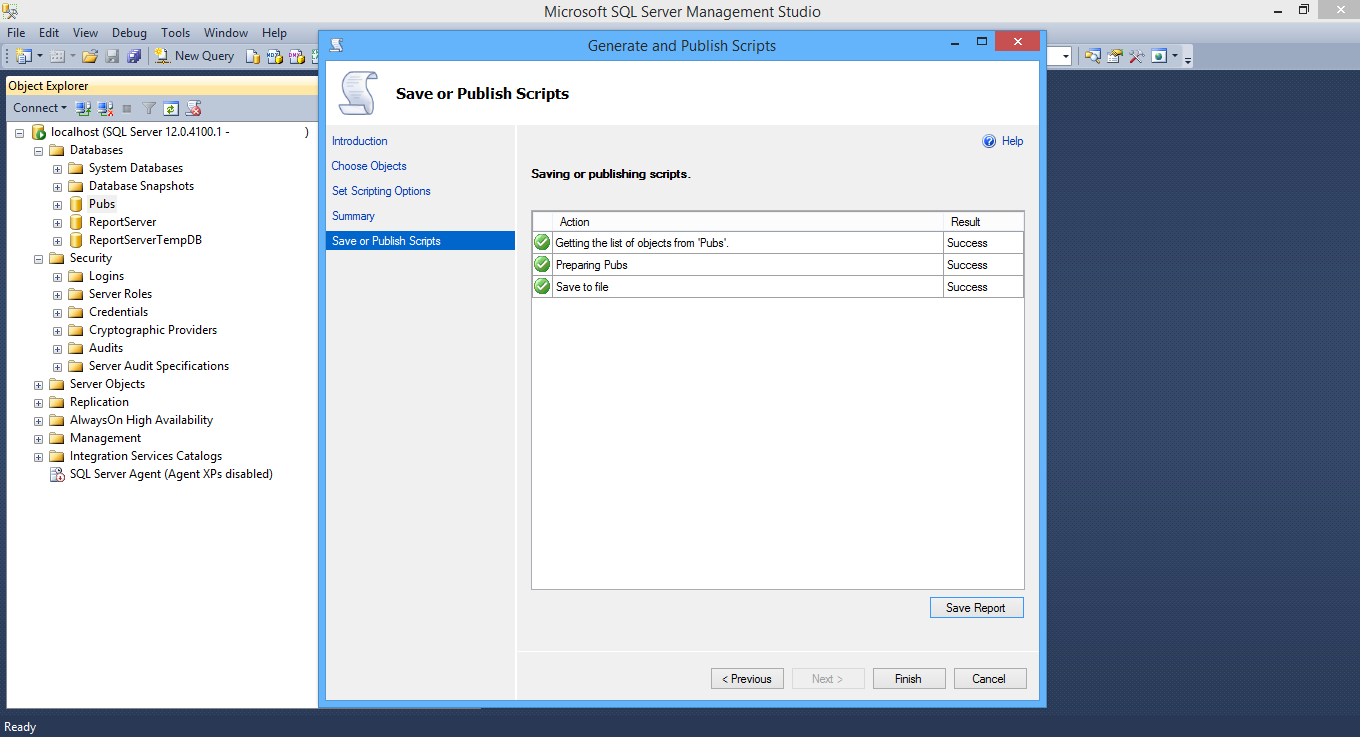 Microsoft SQL Server Management Studio
File Edit View Debug Tools Window Help
New Query
Object Explorer
Connect
localhost (SQL Server 12.0.4100.1 - )
Databases
System Databases
Database Snapshots
Pubs
ReportServer
ReportServerTempDB
Security
Logins
Server Roles
Credentials
Cryptographic Providers
Audits
Server Audit Specifications
Server Objects
Replication
AlwaysOn High Availability
Management
Integration Services Catalogs
SQL Server Agent (Agent XPs disabled)
Generate and Publish Scripts
Save or Publish Scripts
Introduction
Choose Objects
Set Scripting Options
Summary
Save or Publish Scripts
Help
Saving or publishing scripts.
Action Result
Getting the list of objects from 'Pubs'. Success
Preparing Pubs Success
Save to file Success
Save Report
< Previous Next > Finish Cancel
Ready